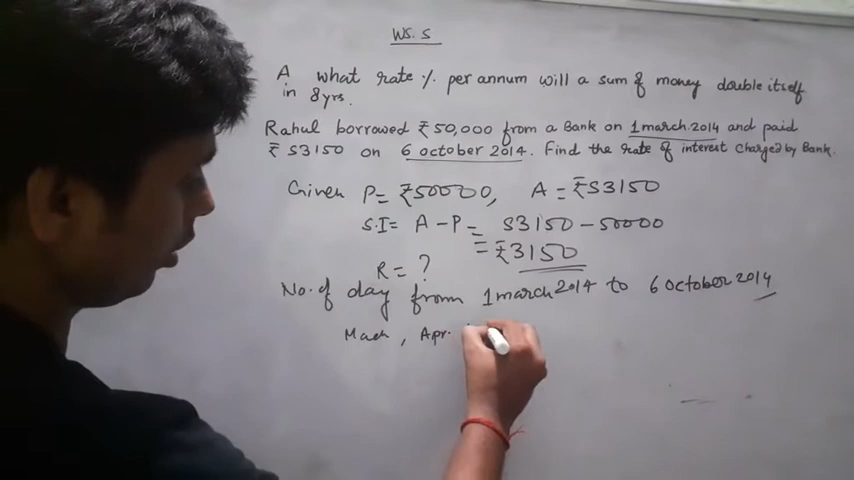 WS. 5
A what rate % per annum will a sum of money double itself
in 8yrs.
Rahul borrowed ₹50,000 from a Bank on 1 march 2014 and paid
₹ 53150 on 6 october 2014. Find the rate of interest charged by Bank.
Given P= ₹50000, A = ₹53150
S.I= A-P= 53150-50000
= ₹3150
R= ?
No. of day from 1 march 2014 to 6 October 2014
Mach, Apr.